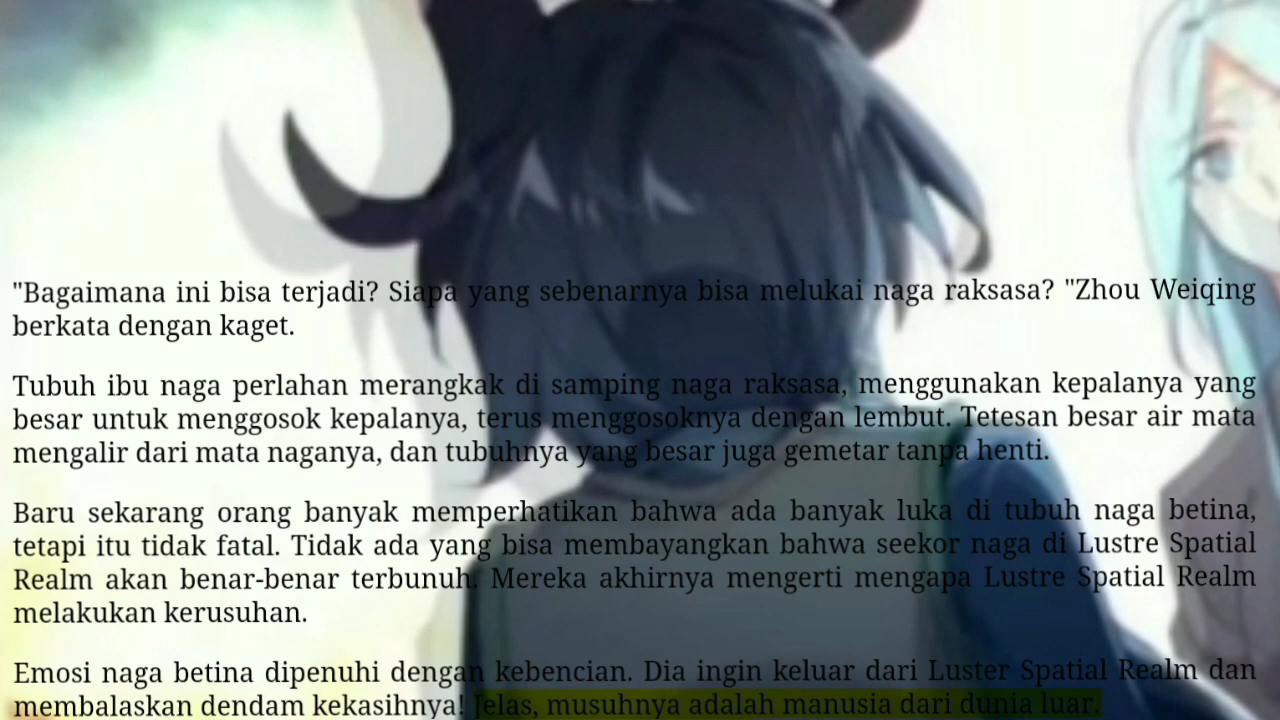 "Bagaimana ini bisa terjadi? Siapa yang sebenarnya bisa melukai naga raksasa? "Zhou Weiqing
berkata dengan kaget.
Tubuh ibu naga perlahan merangkak di samping naga raksasa, menggunakan kepalanya yang
besar untuk menggosok kepalanya, terus menggosoknya dengan lembut. Tetesan besar air mata
mengalir dari mata naganya, dan tubuhnya yang besar juga gemetar tanpa henti.
Baru sekarang orang banyak memperhatikan bahwa ada banyak luka di tubuh naga betina,
tetapi itu tidak fatal. Tidak ada yang bisa membayangkan bahwa seekor naga di Lustre Spatial
Realm akan benar-benar terbunuh. Mereka akhirnya mengerti mengapa Lustre Spatial Realm
melakukan kerusuhan.
Emosi naga betina dipenuhi dengan kebencian. Dia ingin keluar dari Luster Spatial Realm dan
membalaskan dendam kekasihnya! Jelas, musuhnya adalah manusia dari dunia luar.